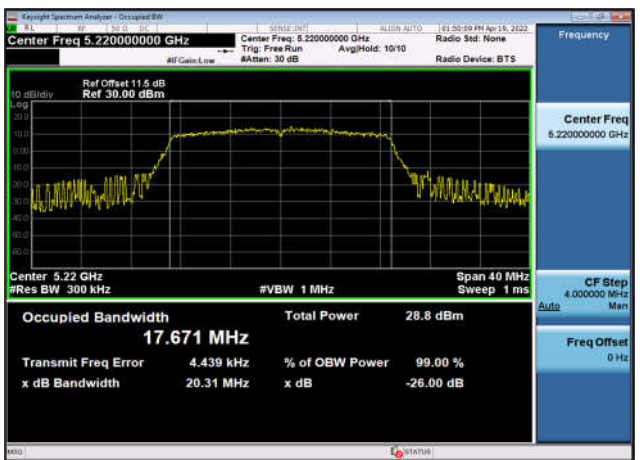 Keysight Spectrum Analyzer - Occupied BW
RL RF 50 Ω DC SENSE:INT ALIGN AUTO 01:50:09 PM Apr 19, 2022
Center Freq 5.220000000 GHz
Center Freq: 5.220000000 GHz
Radio Std: None
Trig: Free Run Avg|Hold: 10/10
#IFGain:Low
#Atten: 30 dB
Radio Device: BTS
Frequency
Ref Offset 11.5 dB
10 dB/div Ref 30.00 dBm
Log
20.0
10.0
0.00
-10.0
-20.0
-30.0
-40.0
-50.0
-60.0
Center Freq
5.220000000 GHz
Center 5.22 GHz
Span 40 MHz
#Res BW 300 kHz
#VBW 1 MHz
Sweep 1 ms
CF Step
4.000000 MHz
Auto Man
Occupied Bandwidth
Total Power 28.8 dBm
17.671 MHz
Freq Offset
0 Hz
Transmit Freq Error 4.439 kHz
% of OBW Power 99.00 %
x dB Bandwidth 20.31 MHz
x dB -26.00 dB
MSG
STATUS